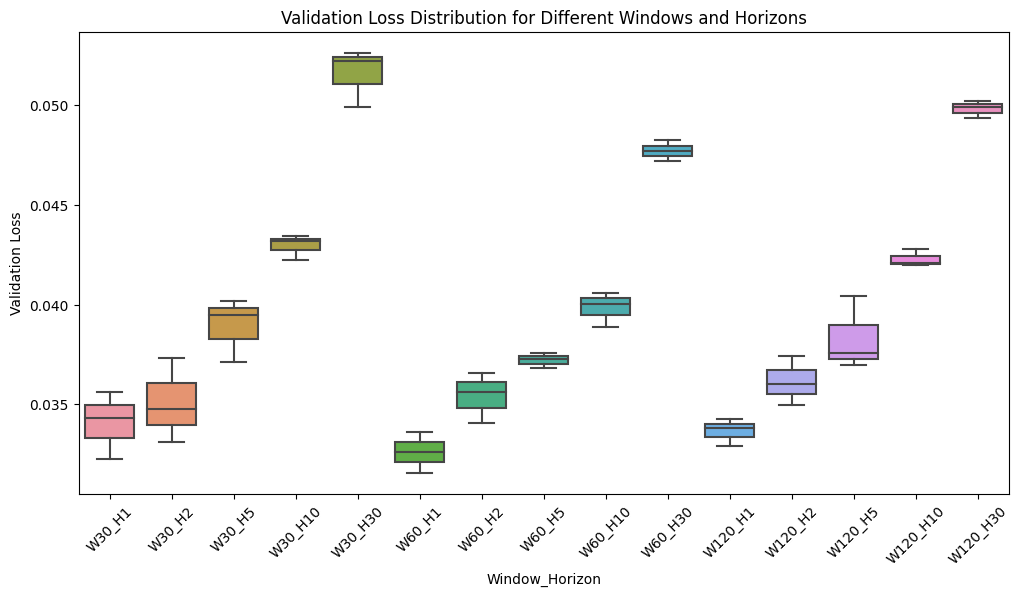 Validation Loss Distribution for Different Windows and Horizons
Validation Loss
0.050
0.045
0.040
0.035
W30_H1
W30_H2
W30_H5
W30_H10
W30_H30
W60_H1
W60_H2
W60_H5
W60_H10
W60_H30
W120_H1
W120_H2
W120_H5
W120_H10
W120_H30
Window_Horizon